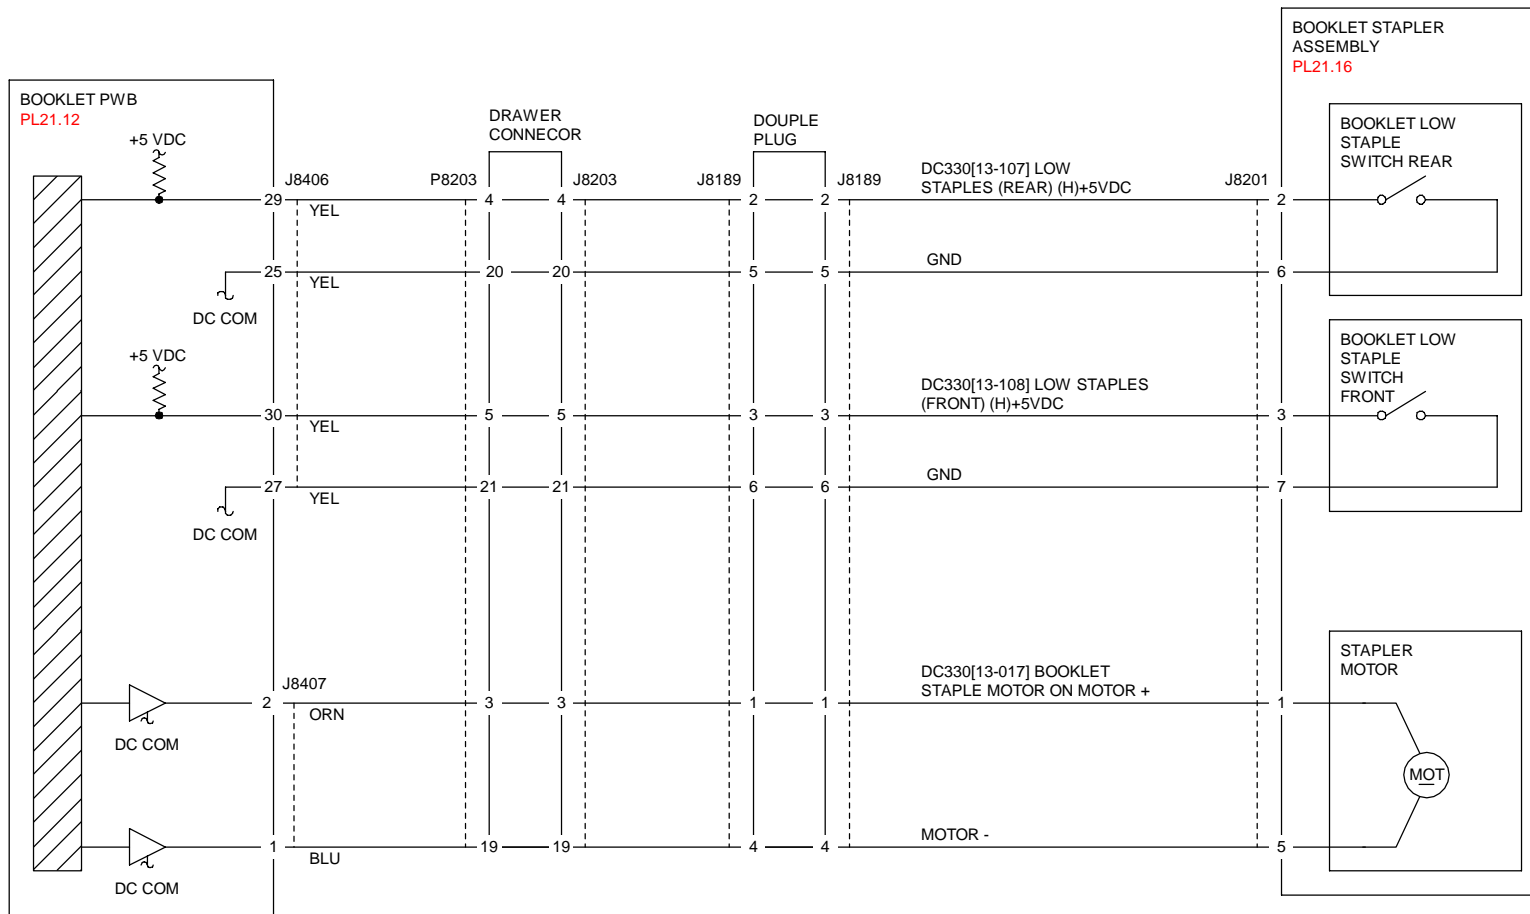 BOOKLET STAPLER
ASSEMBLY
PL21.16
BOOKLET PWB
PL21.12
+5 VDC
DRAWER
CONNECOR
DOUPLE
PLUG
BOOKLET LOW
STAPLE
SWITCH REAR
J8406
P8203
J8203
J8189
J8189
DC330[13-107] LOW
STAPLES (REAR) (H)+5VDC
J8201
29
YEL
4
4
2
2
2
25
YEL
20
20
5
5
GND
6
DC COM
+5 VDC
BOOKLET LOW
STAPLE
SWITCH
FRONT
DC330[13-108] LOW STAPLES
(FRONT) (H)+5VDC
30
YEL
5
5
3
3
3
27
YEL
21
21
6
6
GND
7
DC COM
STAPLER
MOTOR
J8407
DC330[13-017] BOOKLET
STAPLE MOTOR ON MOTOR +
2
ORN
3
3
1
1
1
DC COM
MOT
1
BLU
19
19
4
4
MOTOR -
5
DC COM